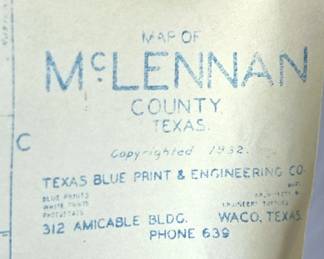 MAP OF
McLENNAN
COUNTY
TEXAS.
C
Copyrighted 1932.
TEXAS BLUE PRINT & ENGINEERING CO.
BLUE PRINTS
WHITE PRINTS
PHOTOSTATS
312 AMICABLE BLDG. WACO, TEXAS.
PHONE 639